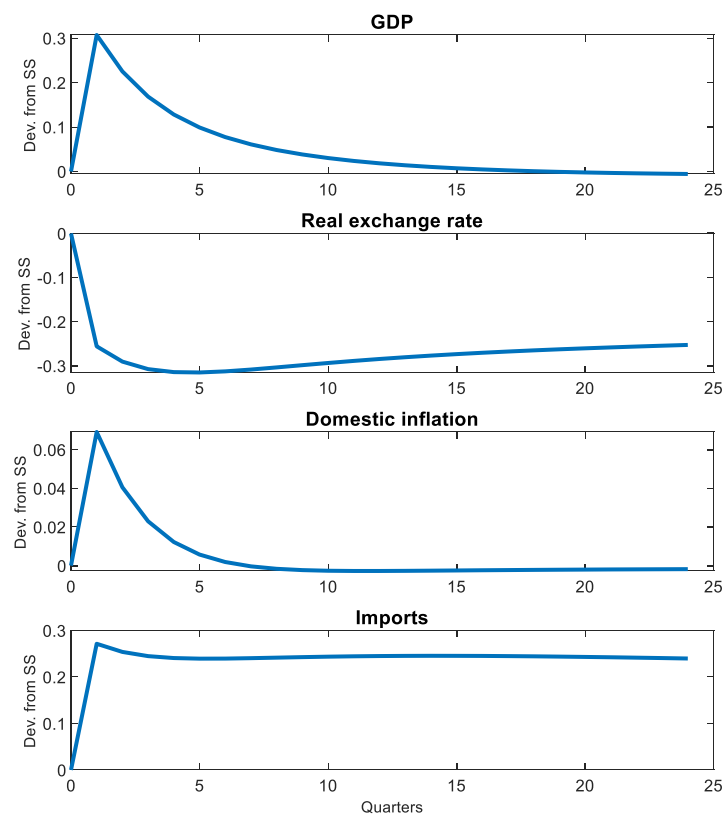 GDP
Dev. from SS
0.3
0.2
0.1
0
0 5 10 15 20 25
Real exchange rate
Dev. from SS
0
-0.1
-0.2
-0.3
0 5 10 15 20 25
Domestic inflation
Dev. from SS
0.06
0.04
0.02
0
0 5 10 15 20 25
Imports
Dev. from SS
0.3
0.2
0.1
0
0 5 10 15 20 25
Quarters